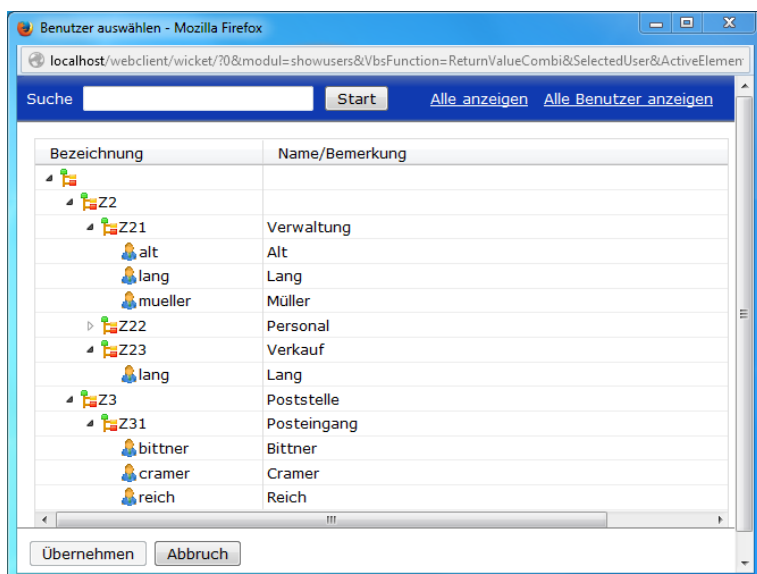 Benutzer auswählen - Mozilla Firefox
localhost/webclient/wicket/?0&modul=showusers&VbsFunction=ReturnValueCombi&SelectedUser&ActiveElemen
Suche Start Alle anzeigen Alle Benutzer anzeigen
Bezeichnung Name/Bemerkung
Z2
Z21 Verwaltung
alt Alt
lang Lang
mueller Müller
Z22 Personal
Z23 Verkauf
lang Lang
Z3 Poststelle
Z31 Posteingang
bittner Bittner
cramer Cramer
reich Reich
Übernehmen Abbruch